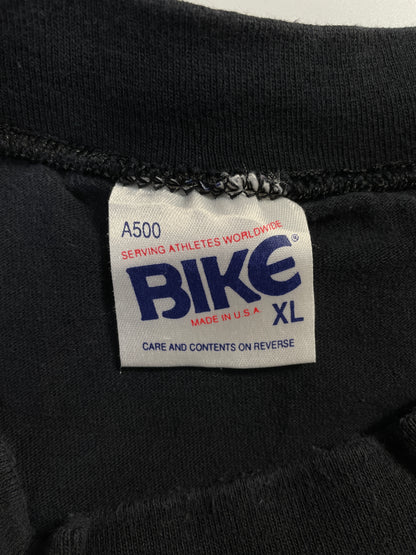 A500
SERVING ATHLETES WORLDWIDE
BIKE®
MADE IN U.S.A XL
CARE AND CONTENTS ON REVERSE